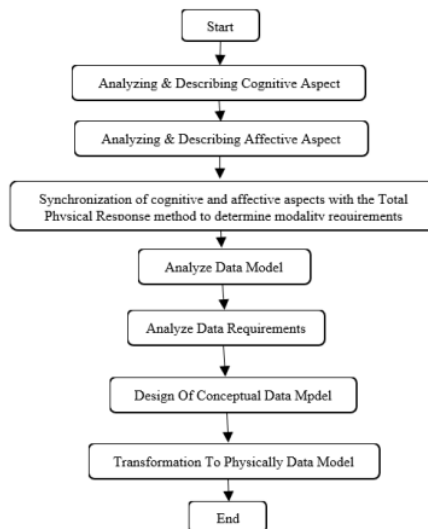 Start
Analyzing & Describing Cognitive Aspect
Analyzing & Describing Affective Aspect
Synchronization of cognitive and affective aspects with the Total
Physical Response method to determine modality requirements
Analyze Data Model
Analyze Data Requirements
Design Of Conceptual Data Mpdel
Transformation To Physically Data Model
End